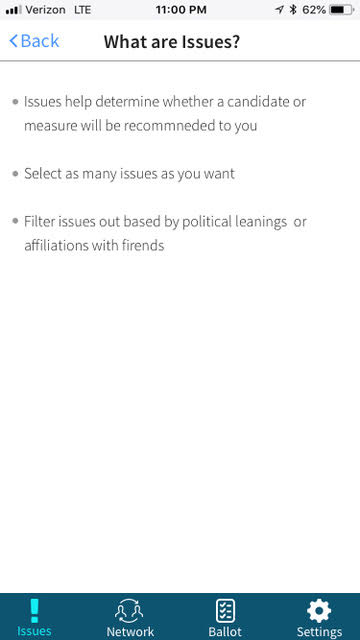 Verizon LTE 11:00 PM 62%
Back What are Issues?
Issues help determine whether a candidate or
measure will be recommneded to you
Select as many issues as you want
Filter issues out based by political leanings or
affiliations with firends
Issues Network Ballot Settings